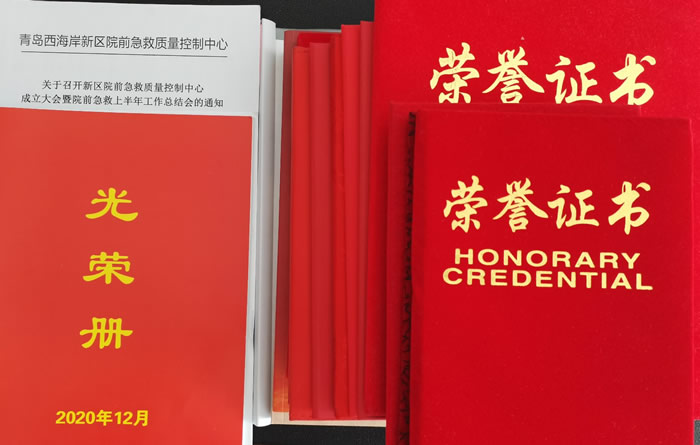 青岛西海岸新区院前急救质量控制中心
关于召开新区院前急救质量控制中心
成立大会暨院前急救上半年工作总结会的通知
光
荣
册
2020年12月
荣誉证书
荣誉证书
HONORARY
CREDENTIAL